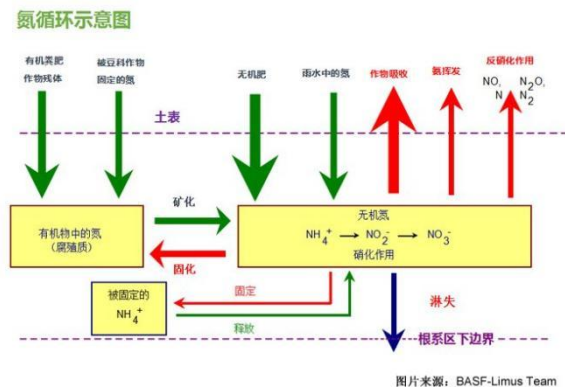 氮循环示意图
有机粪肥
作物残体
被豆科作物
固定的氮
无机肥
雨水中的氮
作物吸收
氨挥发
反硝化作用
NO, N₂O,
N N₂
土表
矿化
有机物中的氮
(腐殖质)
无机氮
NH₄⁺ → NO₂⁻ → NO₃⁻
硝化作用
固化
固定
被固定的
NH₄⁺
释放
淋失
根系区下边界
图片来源：BASF-Limus Team